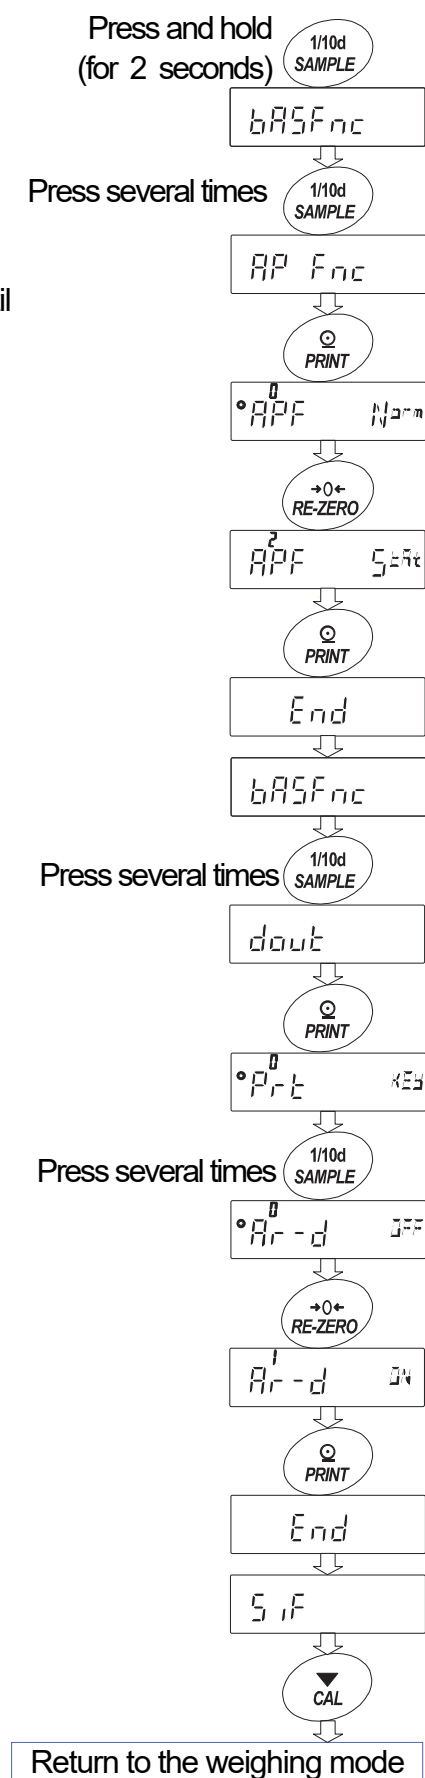 Press and hold
(for 2 seconds)
1/10d
SAMPLE
bASFnc
Press several times
1/10d
SAMPLE
AP Fnc
il
PRINT
0
APF Norm
→0←
RE-ZERO
2
APF StAt
PRINT
End
bASFnc
Press several times
1/10d
SAMPLE
dout
PRINT
0
Prt KEY
Press several times
1/10d
SAMPLE
0
Ar-d OFF
→0←
RE-ZERO
1
Ar-d ON
PRINT
End
SiF
CAL
Return to the weighing mode